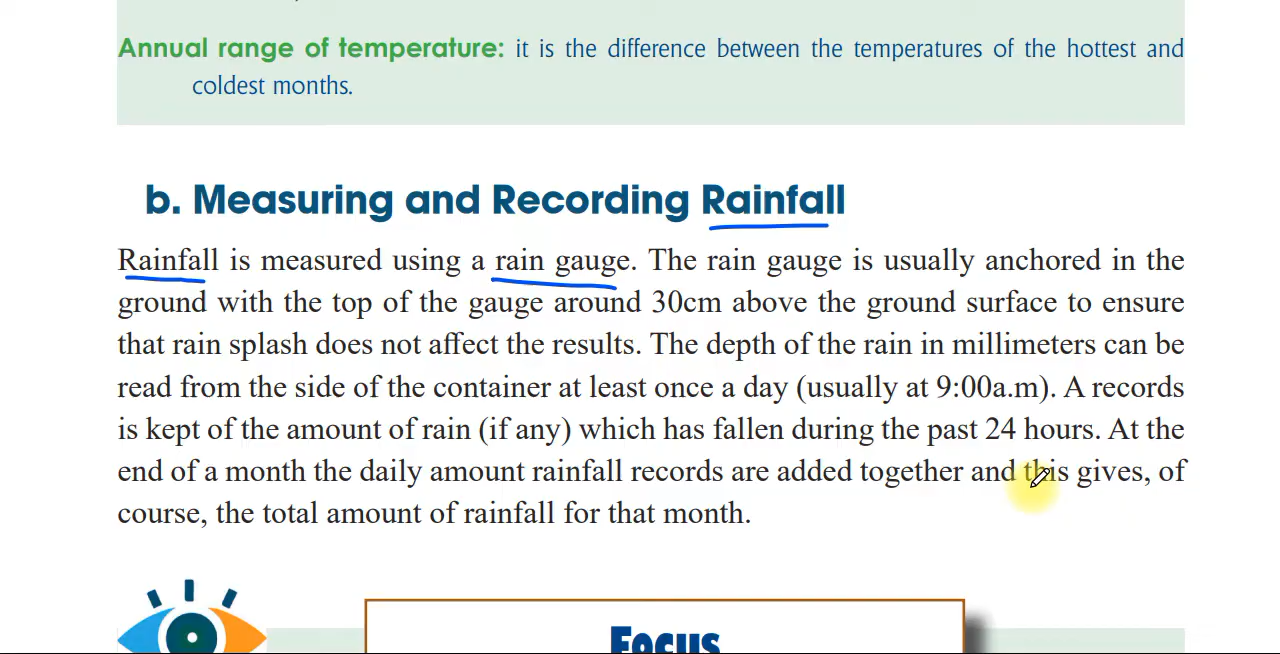 Annual range of temperature: it is the difference between the temperatures of the hottest and
coldest months.
b. Measuring and Recording Rainfall
Rainfall is measured using a rain gauge. The rain gauge is usually anchored in the
ground with the top of the gauge around 30cm above the ground surface to ensure
that rain splash does not affect the results. The depth of the rain in millimeters can be
read from the side of the container at least once a day (usually at 9:00a.m). A records
is kept of the amount of rain (if any) which has fallen during the past 24 hours. At the
end of a month the daily amount rainfall records are added together and this gives, of
course, the total amount of rainfall for that month.
Focus